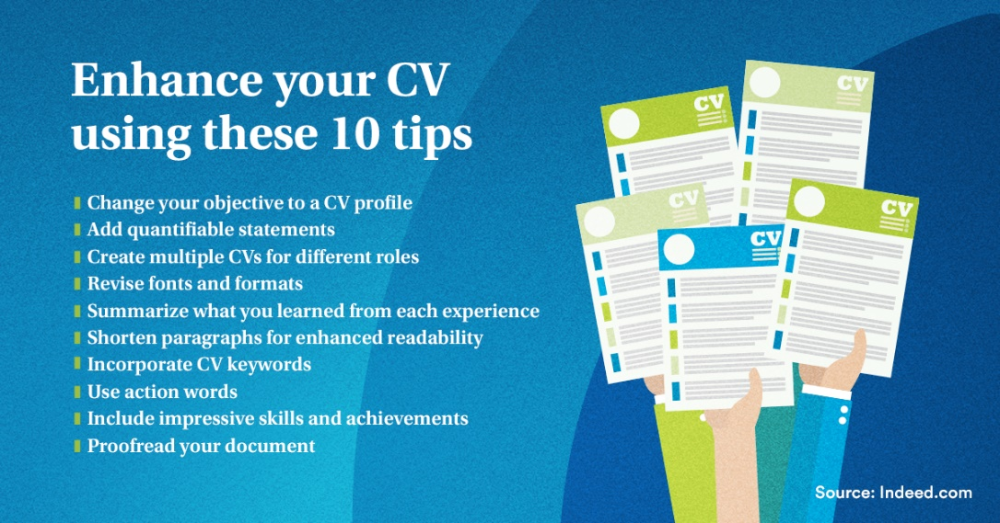 Enhance your CV
using these 10 tips
Change your objective to a CV profile
Add quantifiable statements
Create multiple CVs for different roles
Revise fonts and formats
Summarize what you learned from each experience
Shorten paragraphs for enhanced readability
Incorporate CV keywords
Use action words
Include impressive skills and achievements
Proofread your document
CV
CV
CV
CV
CV
Source: Indeed.com